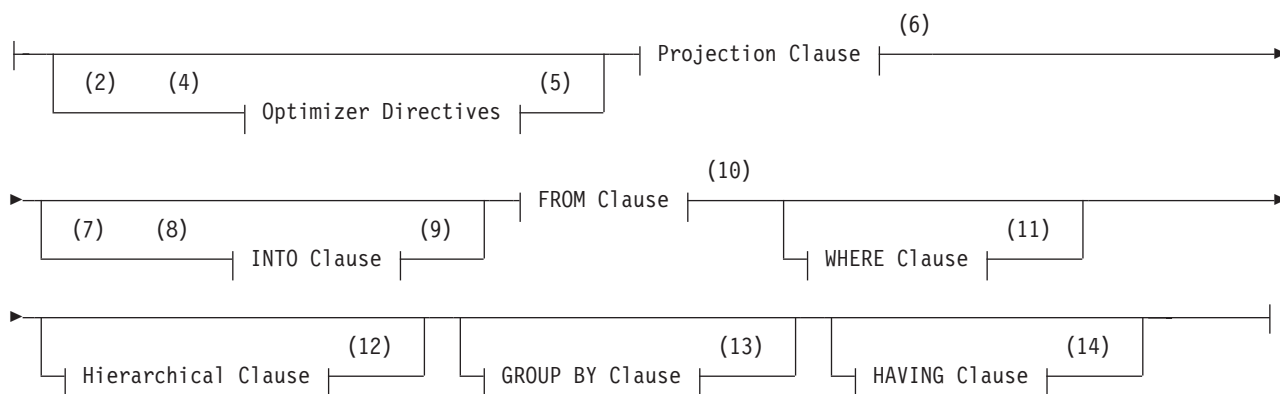 (6)
Projection Clause
(2) (4) (5)
Optimizer Directives
(10)
FROM Clause
(7) (8) (9) (11)
INTO Clause WHERE Clause
(12) (13) (14)
Hierarchical Clause GROUP BY Clause HAVING Clause